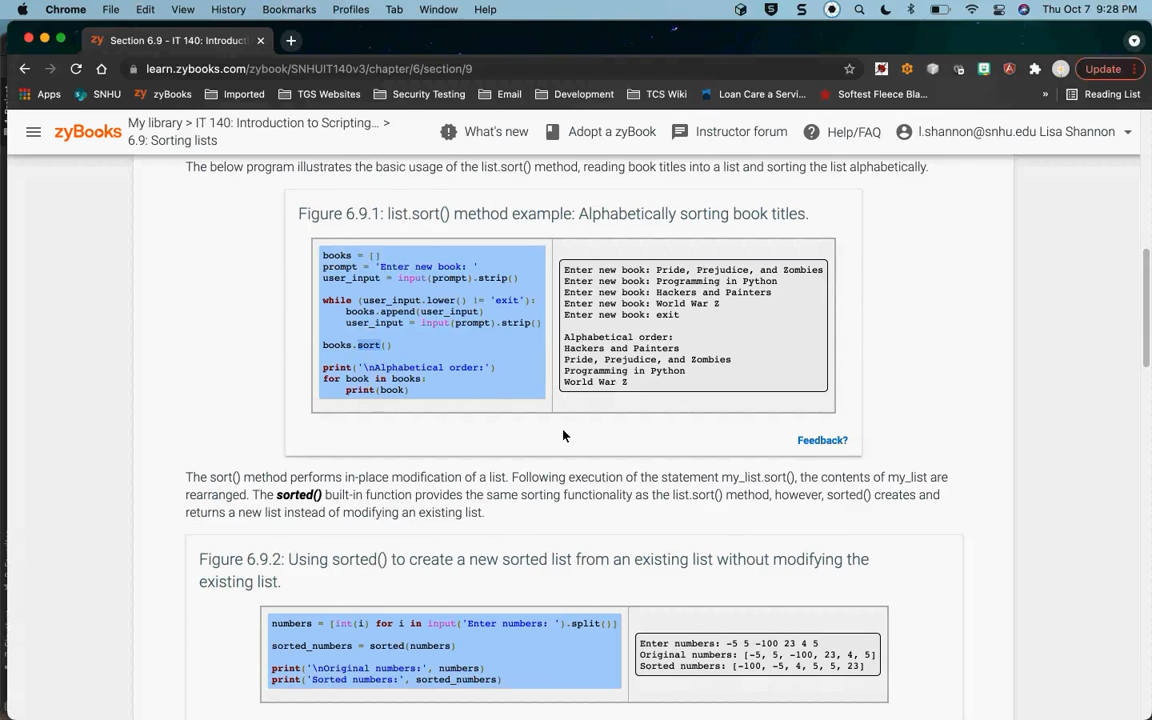 Chrome File Edit View History Bookmarks Profiles Tab Window Help Thu Oct 7 9:28 PM
zy Section 6.9 - IT 140: Introducti
learn.zybooks.com/zybook/SNHUIT140v3/chapter/6/section/9 Update
Apps SNHU zyBooks Imported TGS Websites Security Testing Email Development TCS Wiki Loan Care a Servi... Softest Fleece Bla... » Reading List
zyBooks My library > IT 140: Introduction to Scripting... > What's new Adopt a zyBook Instructor forum Help/FAQ l.shannon@snhu.edu Lisa Shannon
6.9: Sorting lists
The below program illustrates the basic usage of the list.sort() method, reading book titles into a list and sorting the list alphabetically.
Figure 6.9.1: list.sort() method example: Alphabetically sorting book titles.
books = []
prompt = 'Enter new book: '
user_input = input(prompt).strip()
while (user_input.lower() != 'exit'):
books.append(user_input)
user_input = input(prompt).strip()
books.sort()
print('\nAlphabetical order:')
for book in books:
print(book)
Enter new book: Pride, Prejudice, and Zombies
Enter new book: Programming in Python
Enter new book: Hackers and Painters
Enter new book: World War Z
Enter new book: exit
Alphabetical order:
Hackers and Painters
Pride, Prejudice, and Zombies
Programming in Python
World War Z
Feedback?
The sort() method performs in-place modification of a list. Following execution of the statement my_list.sort(), the contents of my_list are
rearranged. The sorted() built-in function provides the same sorting functionality as the list.sort() method, however, sorted() creates and
returns a new list instead of modifying an existing list.
Figure 6.9.2: Using sorted() to create a new sorted list from an existing list without modifying the
existing list.
numbers = [int(i) for i in input('Enter numbers: ').split()]
sorted_numbers = sorted(numbers)
print('\nOriginal numbers:', numbers)
print('Sorted numbers:', sorted_numbers)
Enter numbers: -5 5 -100 23 4 5
Original numbers: [-5, 5, -100, 23, 4, 5]
Sorted numbers: [-100, -5, 4, 5, 5, 23]